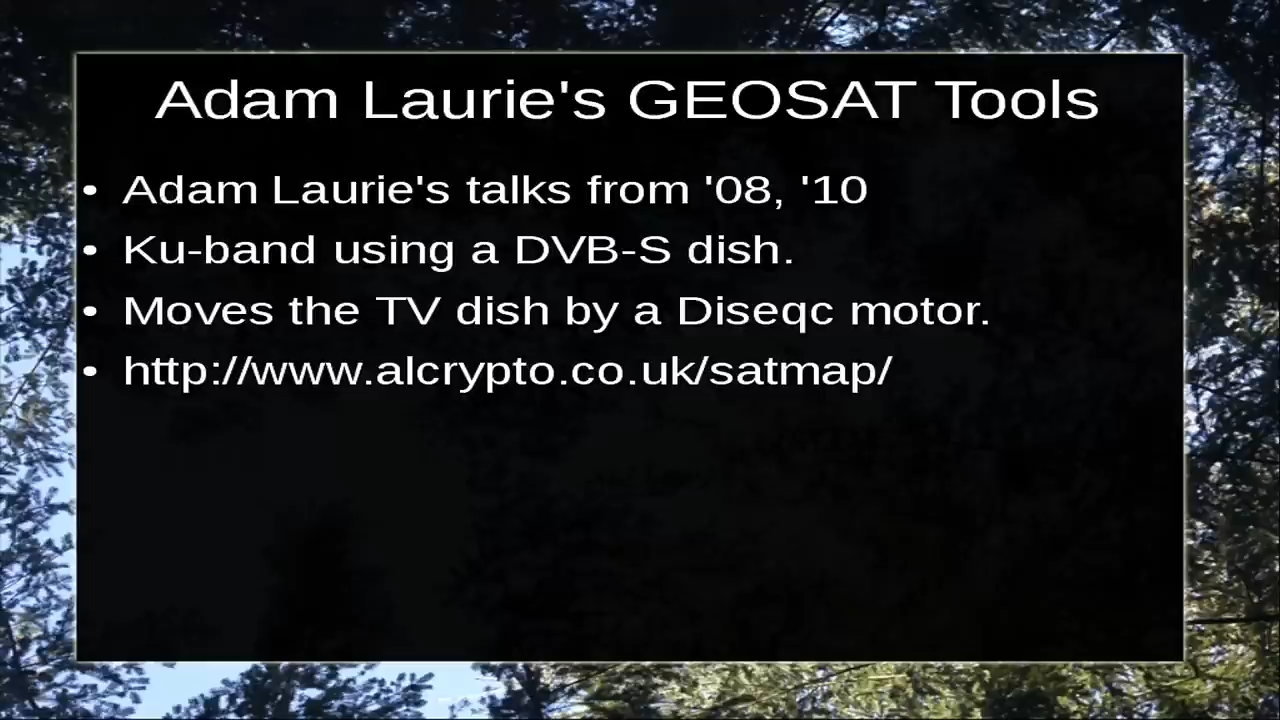 Adam Laurie's GEOSAT Tools
• Adam Laurie's talks from '08, '10
• Ku-band using a DVB-S dish.
• Moves the TV dish by a Diseqc motor.
• http://www.alcrypto.co.uk/satmap/